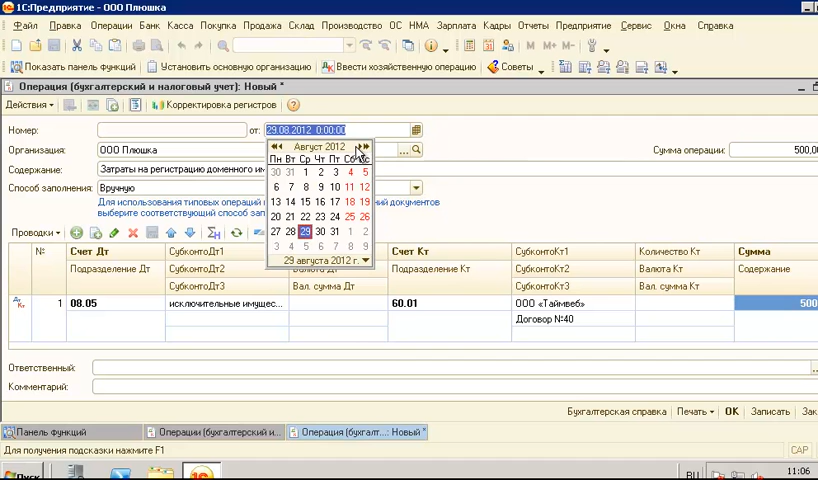 1С:Предприятие - ООО Плюшка
Файл Правка Операции Банк Касса Покупка Продажа Склад Производство ОС НМА Зарплата Кадры Отчеты Предприятие Сервис Окна Справка
M M+ M-
Показать панель функций Установить основную организацию Ввести хозяйственную операцию Советы
Операция (бухгалтерский и налоговый учет): Новый *
Действия Корректировка регистров
Номер: от: 29.08.2012 0:00:00
Август 2012
Организация: ООО Плюшка Сумма операции: 500,0
Пн Вт Ср Чт Пт Сб Вс
Содержание: Затраты на регистрацию доменного им
30 31 1 2 3 4 5
Способ заполнения: Вручную
6 7 8 9 10 11 12
Для использования типовых операций
13 14 15 16 17 18 19
документов
выберите соответствующий способ зап
20 21 22 23 24 25 26
Проводки
27 28 29 30 31 1 2
3 4 5 6 7 8 9
29 августа 2012 г.
№ Счет Дт СубконтоДт1 Счет Кт СубконтоКт1 Количество Кт Сумма
Подразделение Дт СубконтоДт2 Валюта Дт Подразделение Кт СубконтоКт2 Валюта Кт Содержание
СубконтоДт3 Вал. сумма Дт СубконтоКт3 Вал. сумма Кт
Дт Кт 1 08.05 исключительные имущес... 60.01 ООО «Таймвеб» 500
Договор №40
Ответственный:
Комментарий:
Бухгалтерская справка Печать OK Записать Зак
Панель функций Операции (бухгалтерский и... Операция (бухгалт...: Новый *
Для получения подсказки нажмите F1 CAP
Пуск RU 11:06